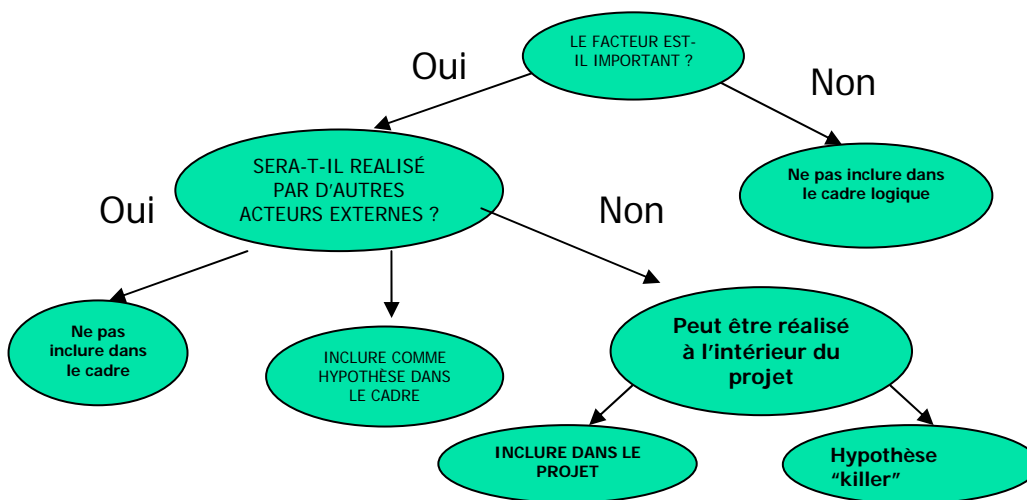 LE FACTEUR EST-
IL IMPORTANT ?
Oui
Non
SERA-T-IL REALISÉ
PAR D'AUTRES
ACTEURS EXTERNES ?
Ne pas inclure dans
le cadre logique
Oui
Non
Ne pas
inclure dans
le cadre
INCLURE COMME
HYPOTHÈSE DANS
LE CADRE
Peut être réalisé
à l'intérieur du
projet
INCLURE DANS LE
PROJET
Hypothèse
“killer”